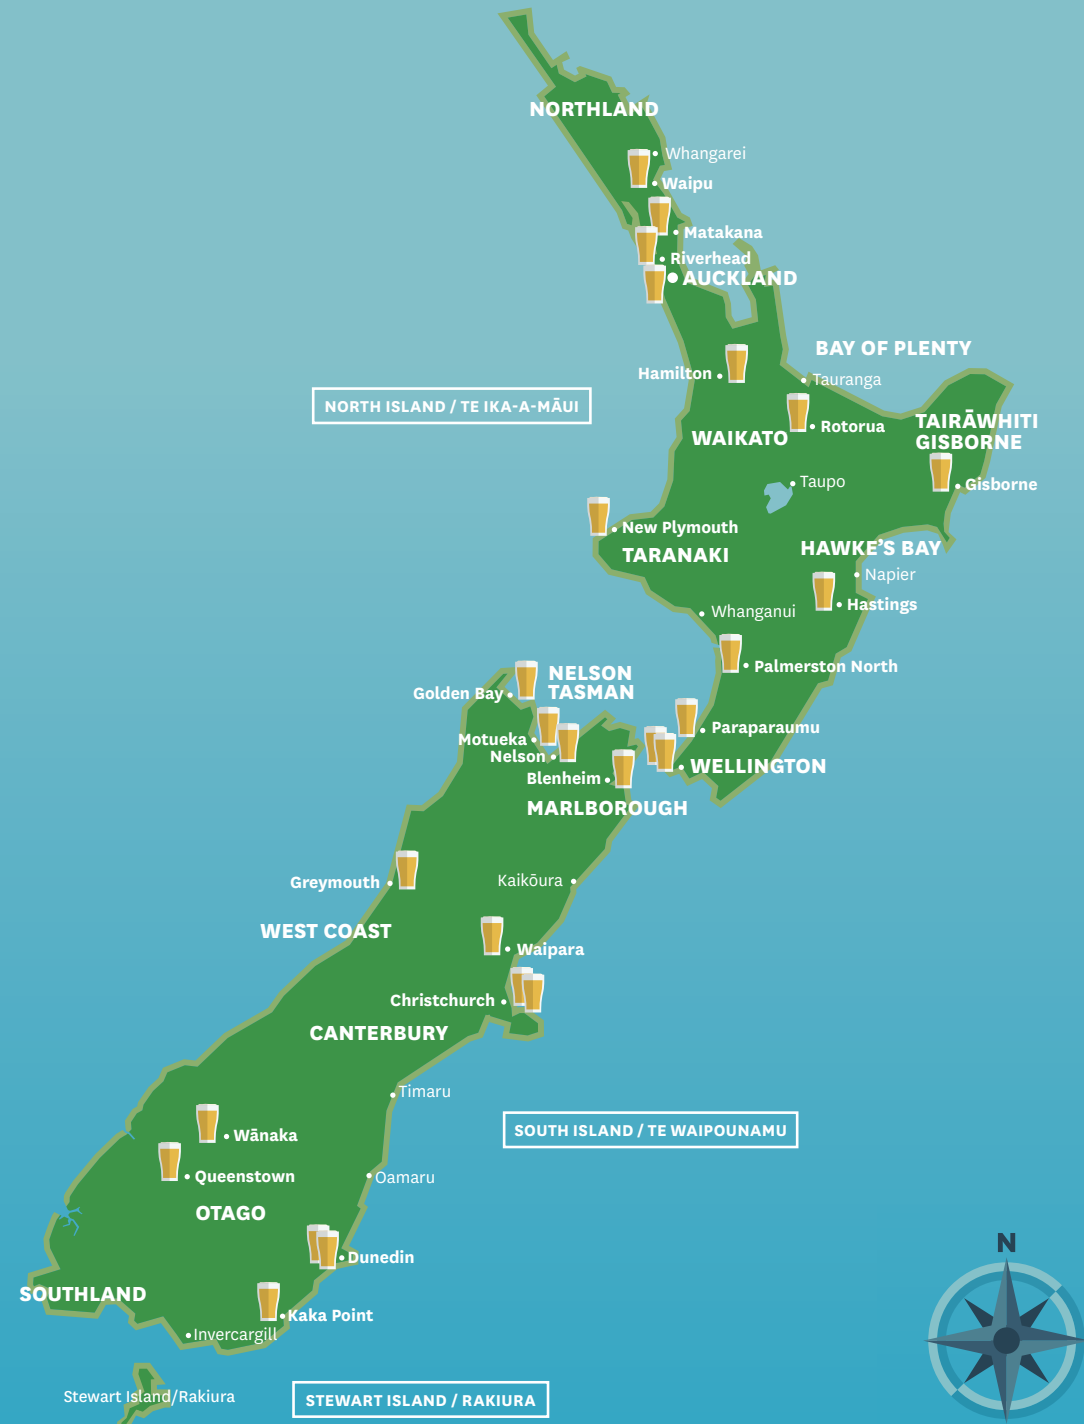 NORTHLAND
Whangarei
Waipu
Matakana
Riverhead
AUCKLAND
BAY OF PLENTY
Hamilton
Tauranga
NORTH ISLAND / TE IKA-A-MĀUI
TAIRĀWHITI
GISBORNE
Rotorua
WAIKATO
Taupo
Gisborne
New Plymouth
TARANAKI
HAWKE'S BAY
Napier
Hastings
Whanganui
Palmerston North
NELSON
TASMAN
Golden Bay
Paraparaumu
Motueka
Nelson
WELLINGTON
Blenheim
MARLBOROUGH
Greymouth
Kaikōura
WEST COAST
Waipara
Christchurch
CANTERBURY
Timaru
SOUTH ISLAND / TE WAIPOUNAMU
Wānaka
Queenstown
Oamaru
OTAGO
N
Dunedin
SOUTHLAND
Kaka Point
Invercargill
Stewart Island/Rakiura
STEWART ISLAND / RAKIURA